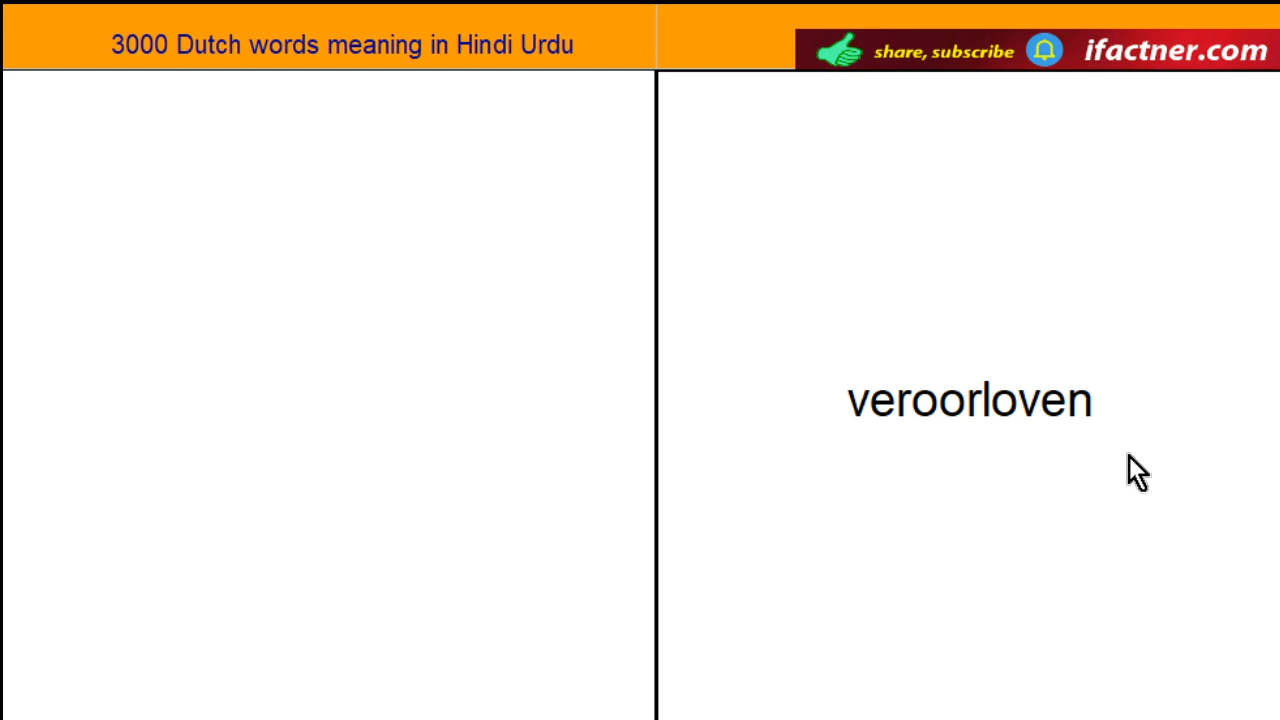 3000 Dutch words meaning in Hindi Urdu
share, subscribe
ifactner.com
veroorloven